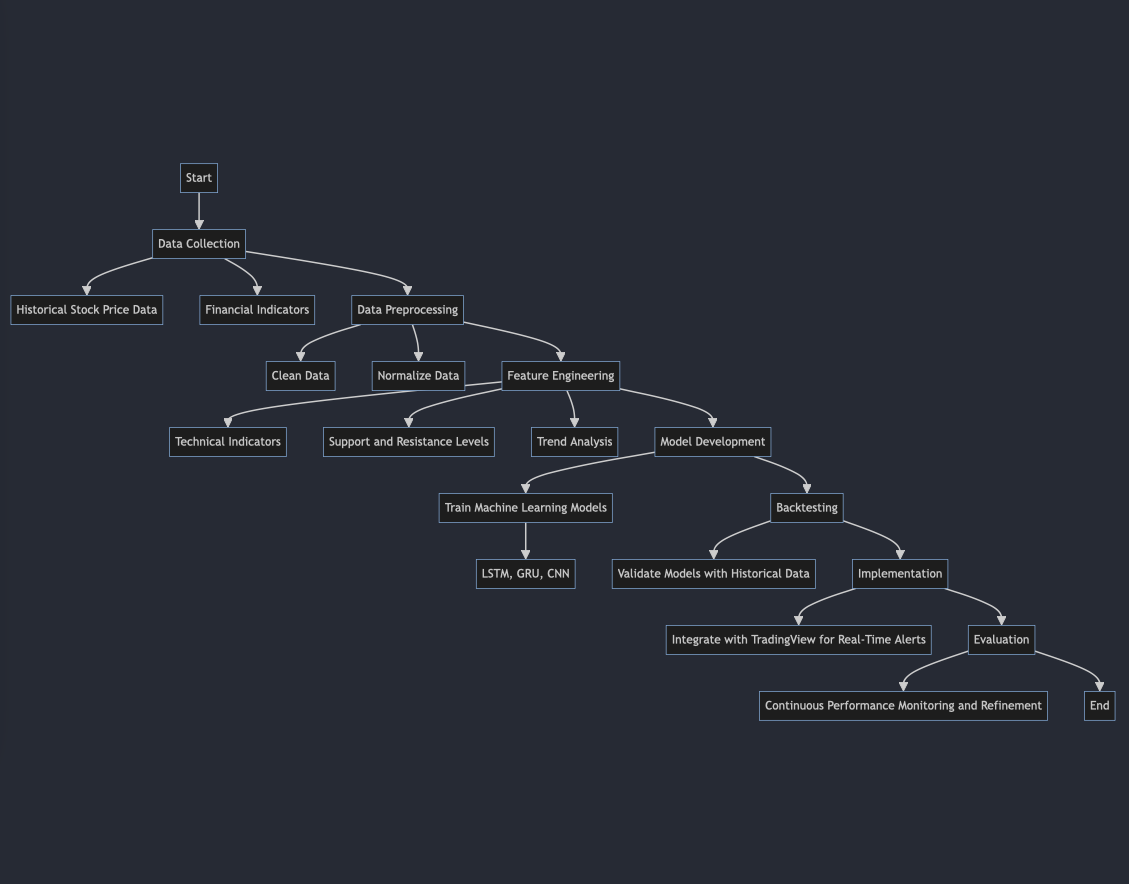 Start
Data Collection
Historical Stock Price Data
Financial Indicators
Data Preprocessing
Clean Data
Normalize Data
Feature Engineering
Technical Indicators
Support and Resistance Levels
Trend Analysis
Model Development
Train Machine Learning Models
Backtesting
LSTM, GRU, CNN
Validate Models with Historical Data
Implementation
Integrate with TradingView for Real-Time Alerts
Evaluation
Continuous Performance Monitoring and Refinement
End